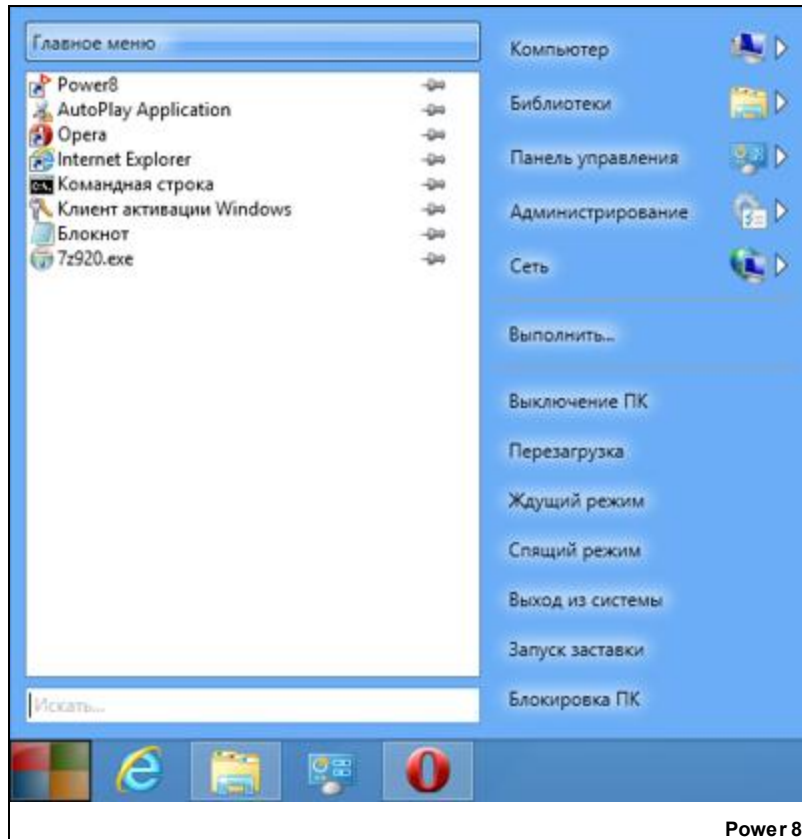 Главное меню
Power8
AutoPlay Application
Opera
Internet Explorer
Командная строка
Клиент активации Windows
Блокнот
7z920.exe
Искать...
Компьютер
Библиотеки
Панель управления
Администрирование
Сеть
Выполнить...
Выключение ПК
Перезагрузка
Ждущий режим
Спящий режим
Выход из системы
Запуск заставки
Блокировка ПК
Power 8